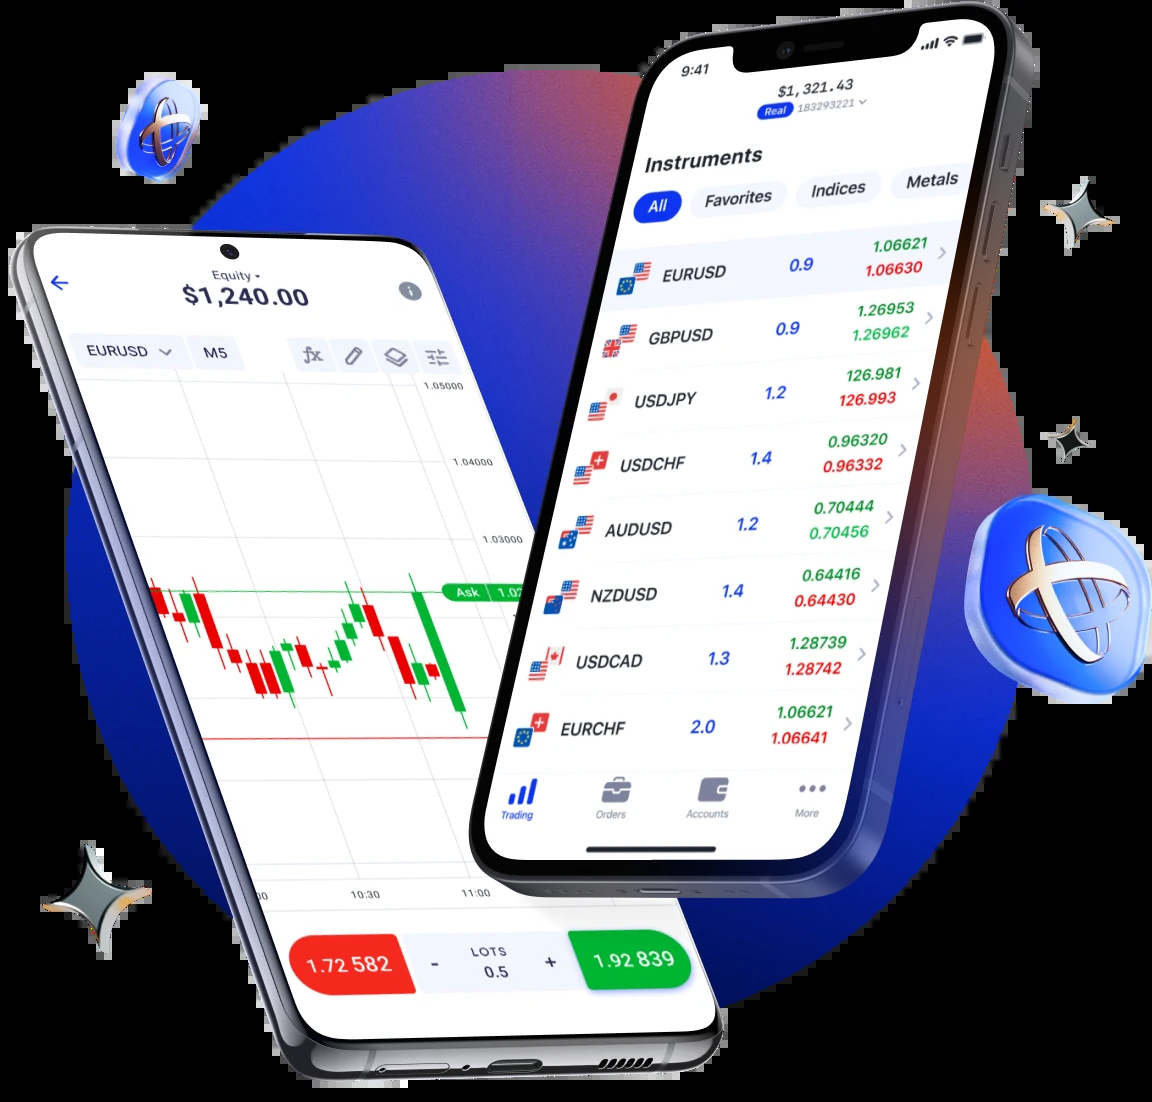 Equity
$1,240.00
EURUSD M5
fx
1.05000
1.04000
1.03000
Ask 1.02
00 10:30 11:00
1.72 582
-
LOTS
0.5
+
1.92 839
9:41
$1,321.43
Real 183293221
Instruments
All Favorites Indices Metals
EURUSD 0.9 1.06621
1.06630
GBPUSD 0.9 1.26953
1.26962
USDJPY 1.2 126.981
126.993
USDCHF 1.4 0.96320
0.96332
AUDUSD 1.2 0.70444
0.70456
NZDUSD 1.4 0.64416
0.64430
USDCAD 1.3 1.28739
1.28742
EURCHF 2.0 1.06621
1.06641
Trading Orders Accounts More